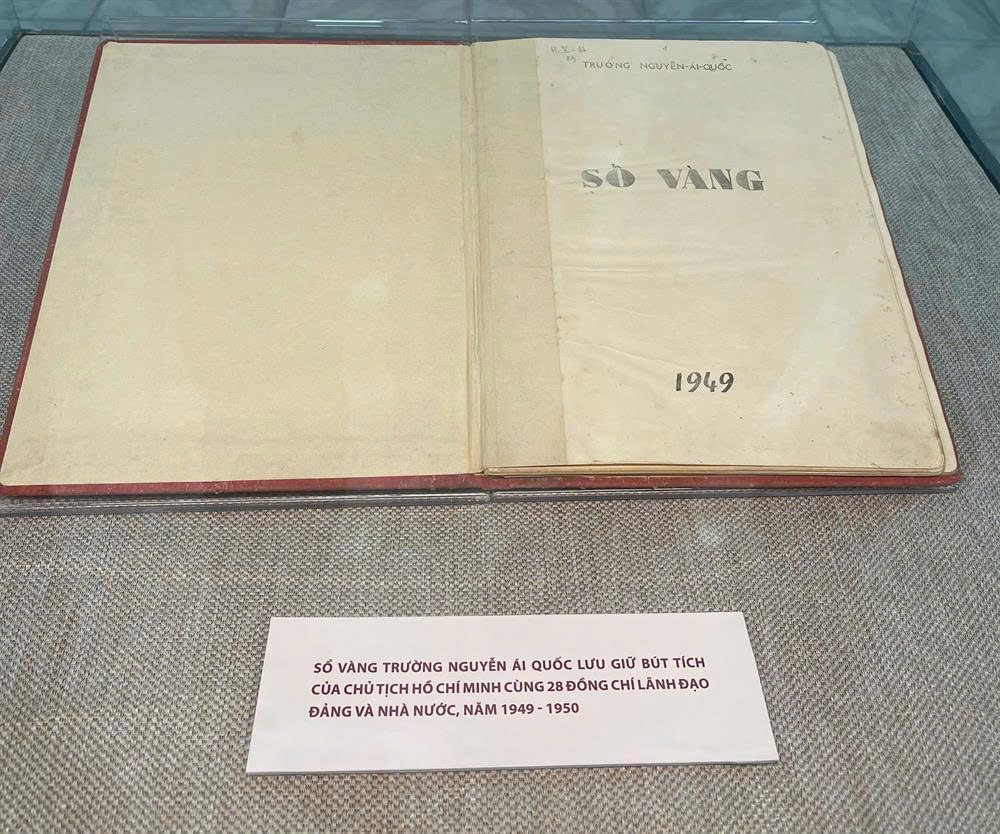 TRƯỜNG NGUYỄN-ÁI-QUỐC
SỔ VÀNG
1949
SỔ VÀNG TRƯỜNG NGUYỄN ÁI QUỐC LƯU GIỮ BÚT TÍCH
CỦA CHỦ TỊCH HỒ CHÍ MINH CÙNG 28 ĐỒNG CHÍ LÃNH ĐẠO
ĐẢNG VÀ NHÀ NƯỚC, NĂM 1949 - 1950